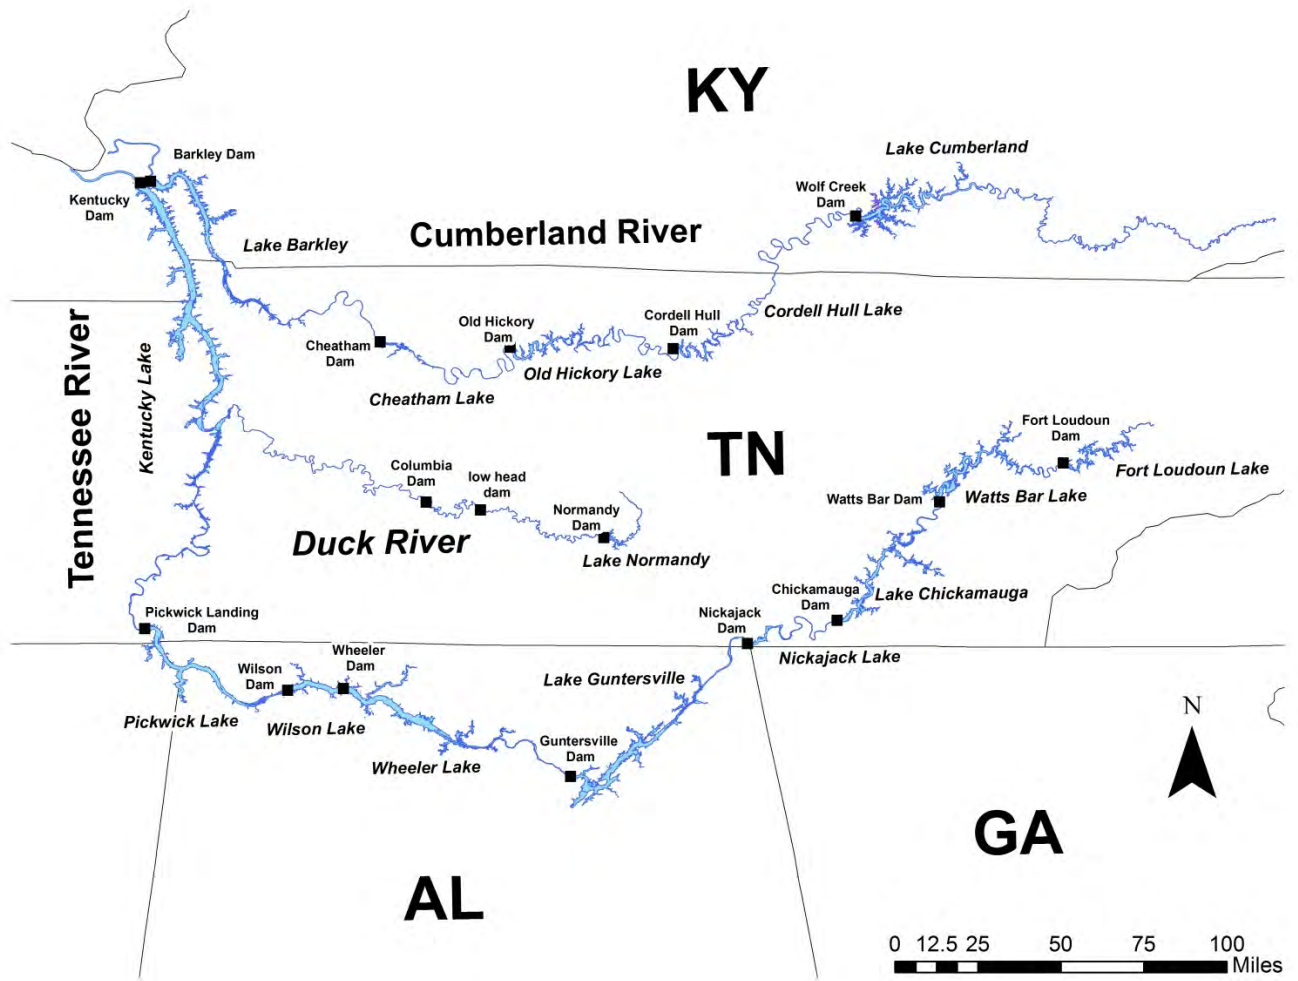 KY
Barkley Dam
Kentucky
Dam
Lake Cumberland
Wolf Creek
Dam
Lake Barkley
Cumberland River
Cordell Hull Lake
Cheatham
Dam
Old Hickory
Dam
Cordell Hull
Dam
Old Hickory Lake
Cheatham Lake
Tennessee River
Kentucky Lake
TN
Fort Loudoun
Dam
Fort Loudoun Lake
Columbia
Dam
low head
dam
Normandy
Dam
Watts Bar Dam
Watts Bar Lake
Duck River
Lake Normandy
Pickwick Landing
Dam
Nickajack
Dam
Chickamauga
Dam
Lake Chickamauga
Nickajack Lake
Wilson
Dam
Wheeler
Dam
Lake Guntersville
Pickwick Lake
Wilson Lake
Wheeler Lake
Guntersville
Dam
N
GA
AL
0 12.5 25 50 75 100
Miles